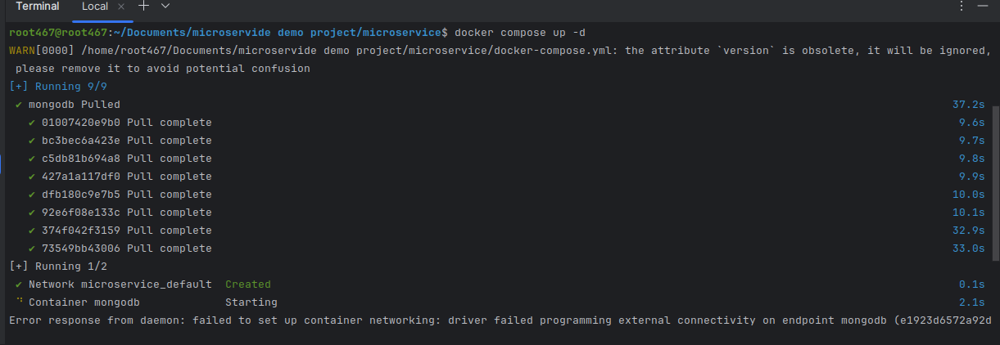 Terminal Local
root467@root467:~/Documents/microservide demo project/microservice$ docker compose up -d
WARN[0000] /home/root467/Documents/microservide demo project/microservice/docker-compose.yml: the attribute `version` is obsolete, it will be ignored,
please remove it to avoid potential confusion
[+] Running 9/9
✔ mongodb Pulled 37.2s
✔ 01007420e9b0 Pull complete 9.6s
✔ bc3bec6a423e Pull complete 9.7s
✔ c5db81b694a8 Pull complete 9.8s
✔ 427a1a117df0 Pull complete 9.9s
✔ dfb180c9e7b5 Pull complete 10.0s
✔ 92e6f08e133c Pull complete 10.1s
✔ 374f042f3159 Pull complete 32.9s
✔ 73549bb43006 Pull complete 33.0s
[+] Running 1/2
✔ Network microservice_default Created 0.1s
Container mongodb Starting 2.1s
Error response from daemon: failed to set up container networking: driver failed programming external connectivity on endpoint mongodb (e1923d6572a92d